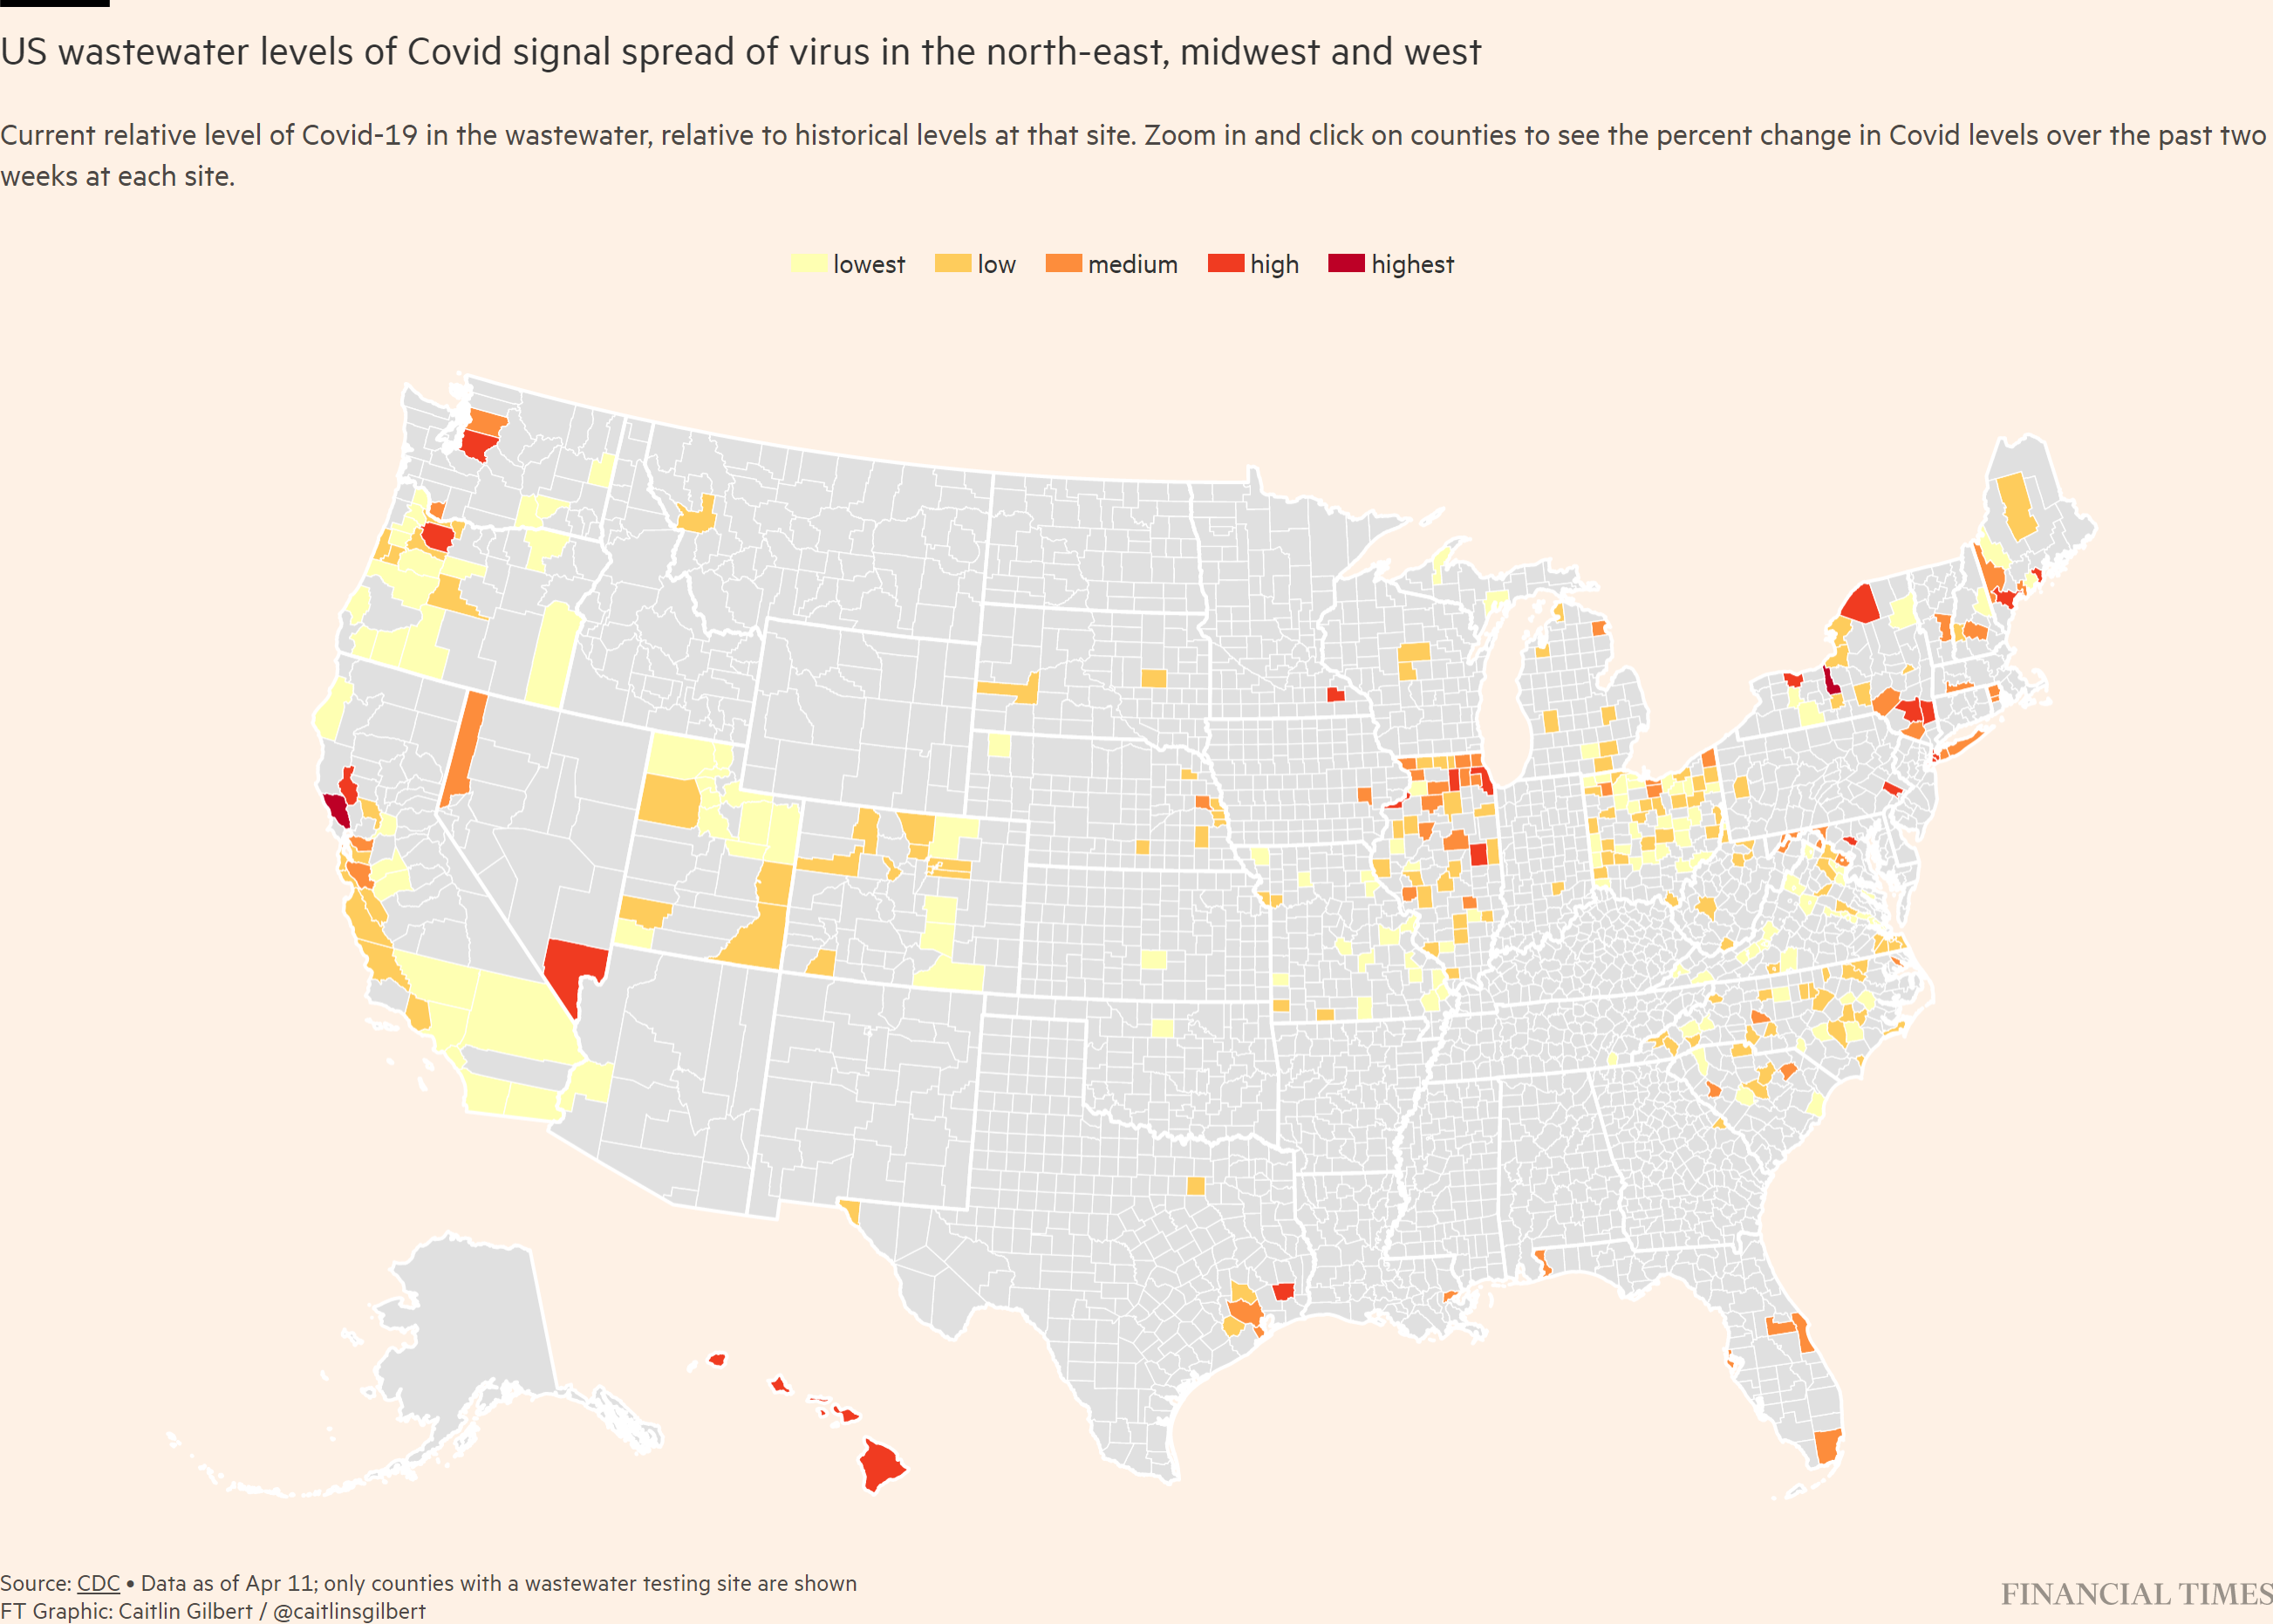 US wastewater levels of Covid signal spread of virus in the north-east, midwest and west
Current relative level of Covid-19 in the wastewater, relative to historical levels at that site. Zoom in and click on counties to see the percent change in Covid levels over the past two
weeks at each site.
lowest low medium high highest
Source: CDC • Data as of Apr 11; only counties with a wastewater testing site are shown
FT Graphic: Caitlin Gilbert / @caitlinsgilbert
FINANCIAL TIMES